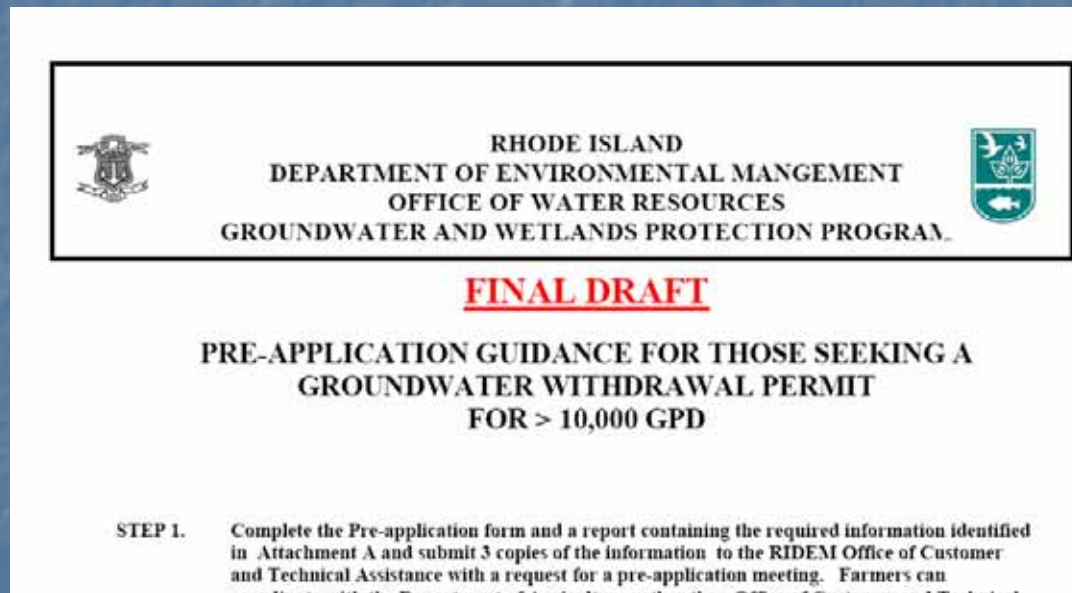 RHODE ISLAND
DEPARTMENT OF ENVIRONMENTAL MANGEMENT
OFFICE OF WATER RESOURCES
GROUNDWATER AND WETLANDS PROTECTION PROGRAM
FINAL DRAFT
PRE-APPLICATION GUIDANCE FOR THOSE SEEKING A
GROUNDWATER WITHDRAWAL PERMIT
FOR > 10,000 GPD
STEP 1. Complete the Pre-application form and a report containing the required information identified
in Attachment A and submit 3 copies of the information to the RIDEM Office of Customer
and Technical Assistance with a request for a pre-application meeting. Farmers can